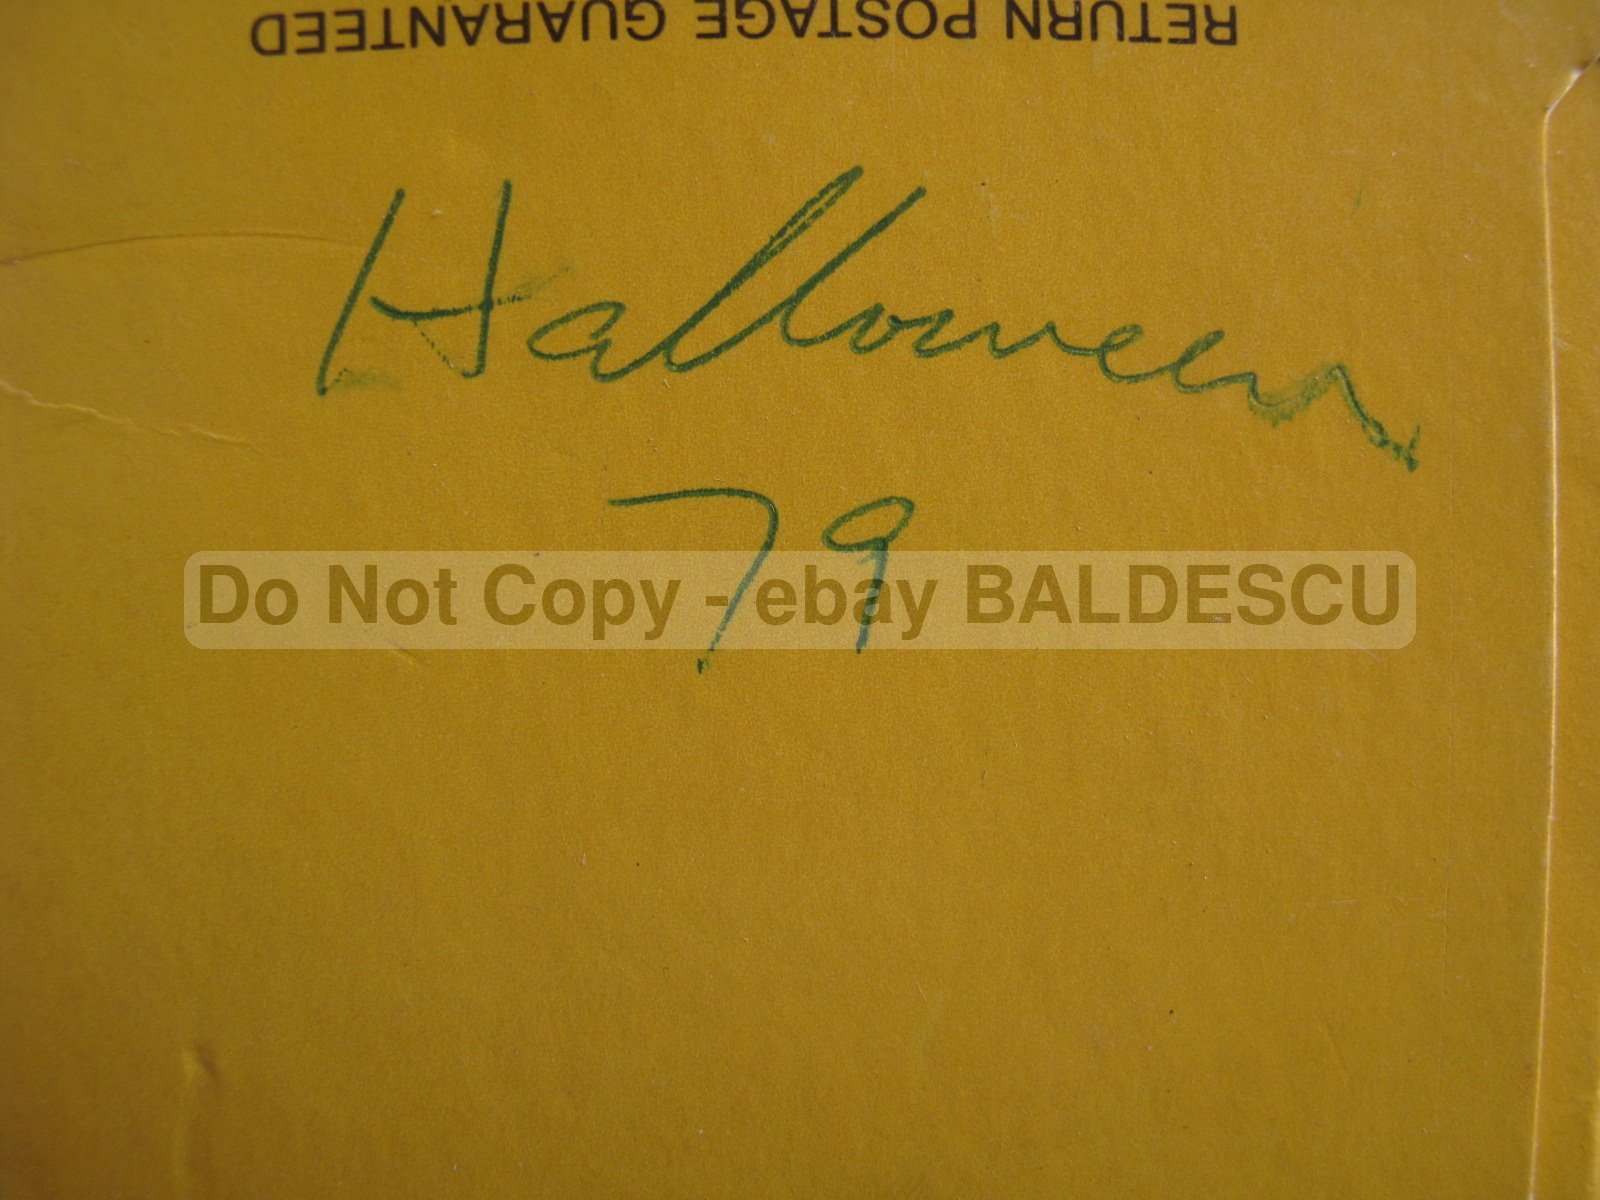 RETURN POSTAGE GUARANTEED
Halloween
79
Do Not Copy - ebay BALDESCU